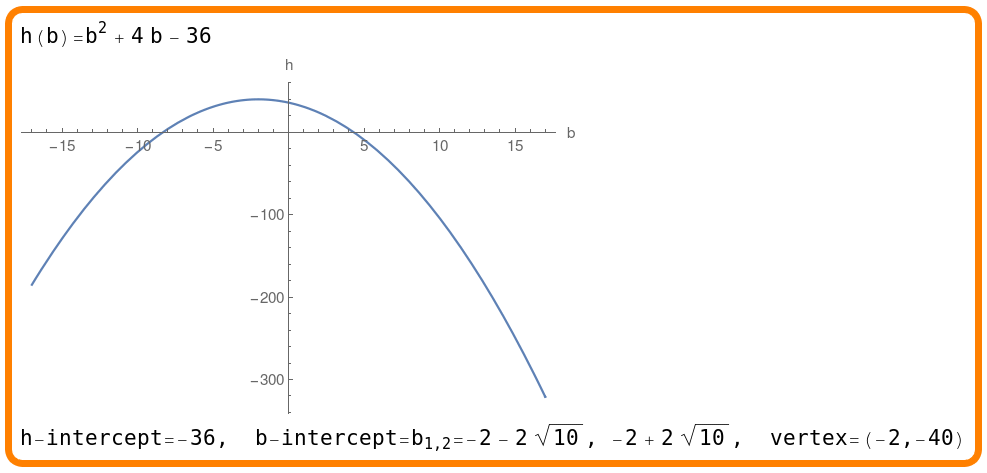 h(b)=b² + 4 b − 36
h
b
−15 −10 −5 5 10 15
−100
−200
−300
h−intercept=−36, b−intercept=b₁,₂=−2 − 2 √10, −2 + 2 √10, vertex=(−2,−40)